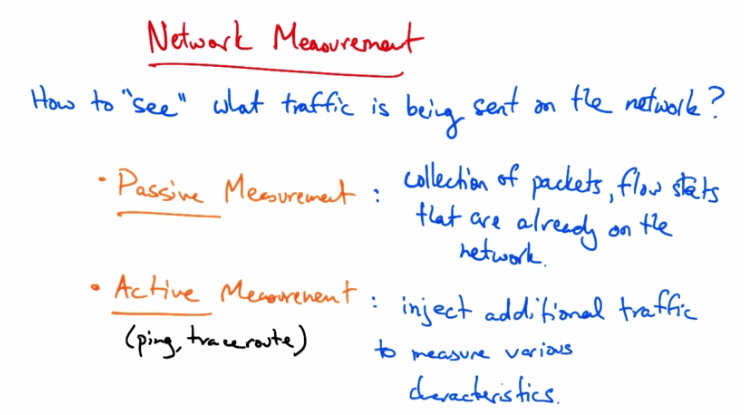 Network Measurement
How to "see" what traffic is being sent on the network?
• Passive Measurement : collection of packets, flow stats
that are already on the
network.
• Active Measurement : inject additional traffic
(ping, traceroute) to measure various
characteristics.